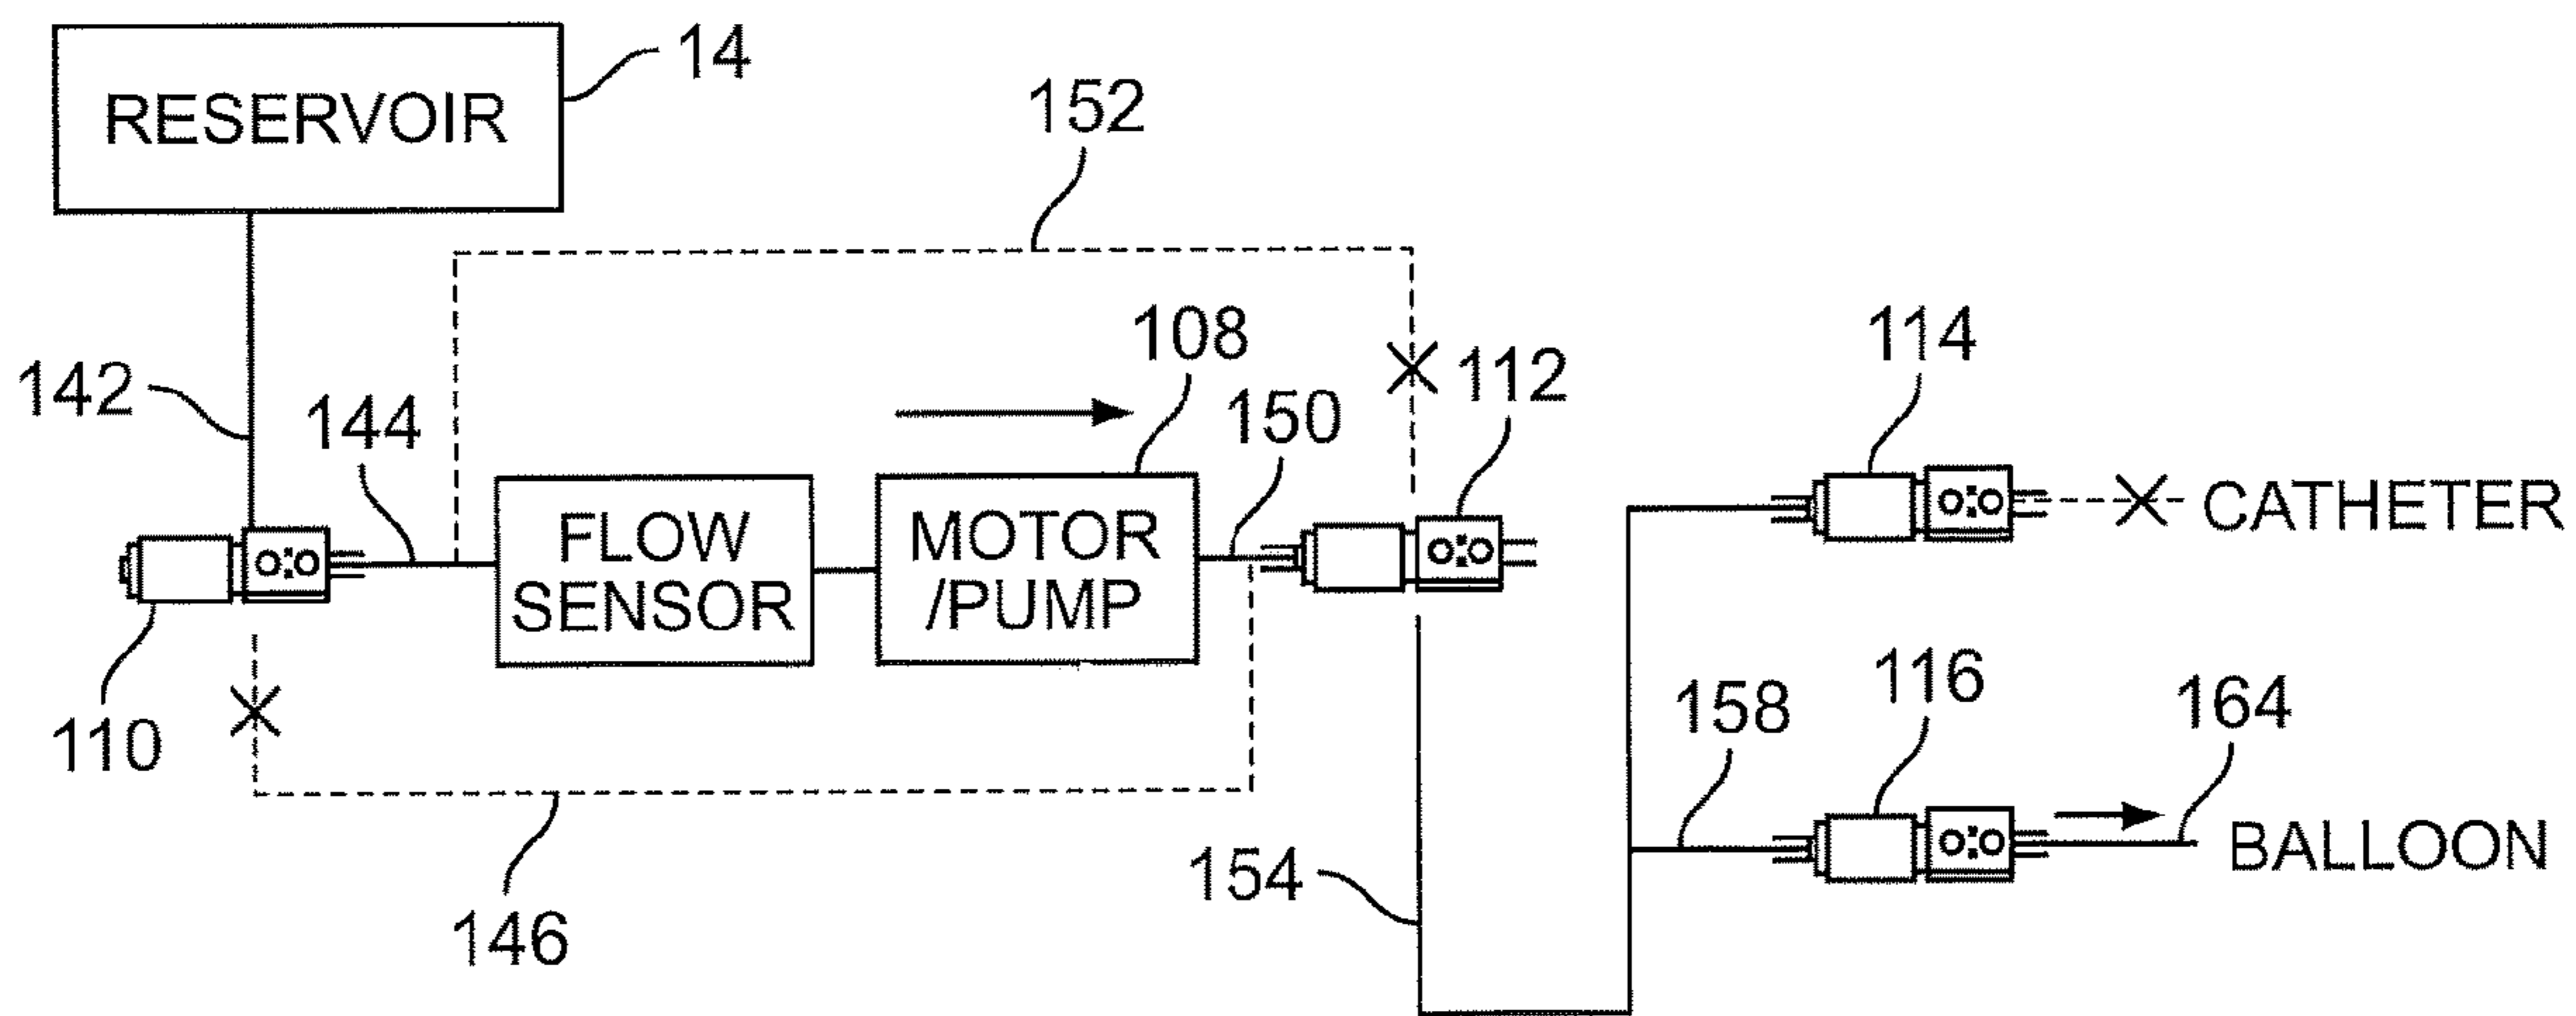 RESERVOIR
14
152
108
114
142
144
150
112
FLOW
SENSOR
MOTOR
/PUMP
CATHETER
110
158
116
164
154
BALLOON
146